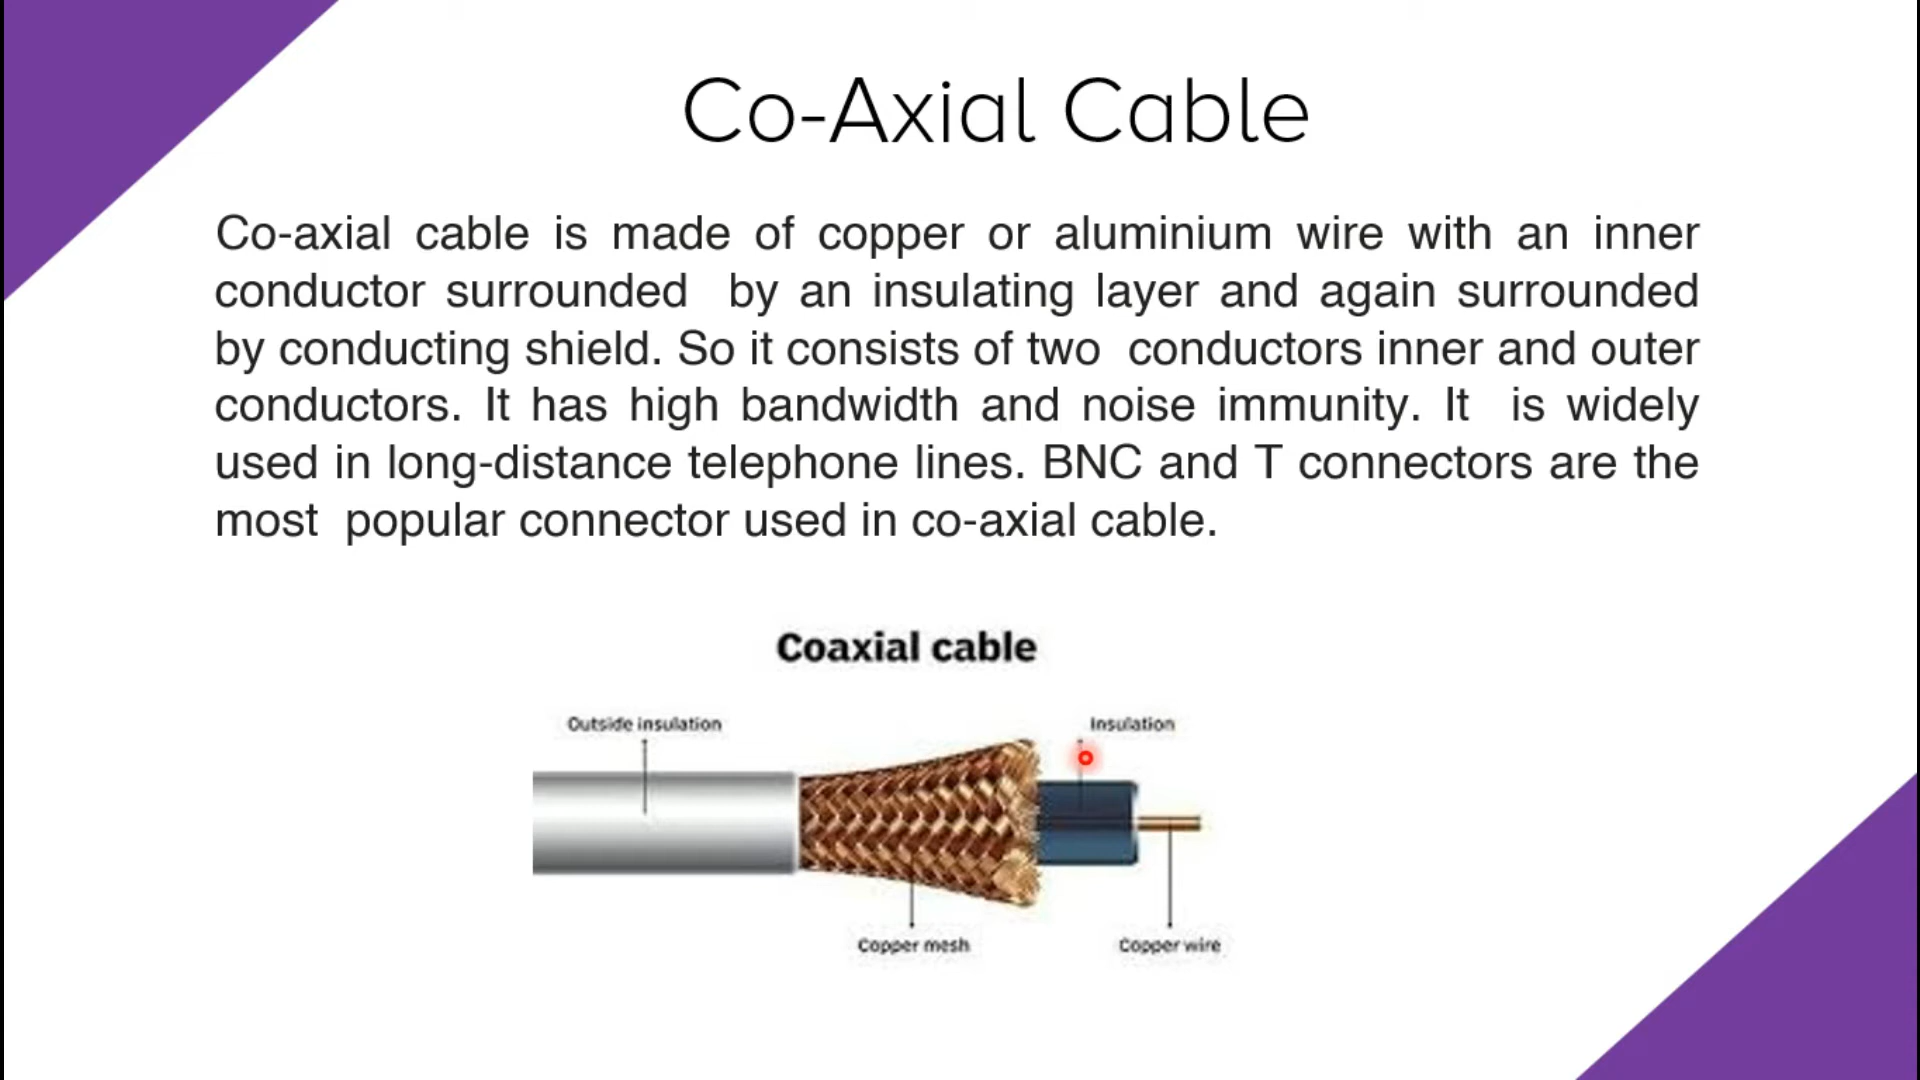 Co-Axial Cable
Co-axial cable is made of copper or aluminium wire with an inner
conductor surrounded by an insulating layer and again surrounded
by conducting shield. So it consists of two conductors inner and outer
conductors. It has high bandwidth and noise immunity. It is widely
used in long-distance telephone lines. BNC and T connectors are the
most popular connector used in co-axial cable.
Coaxial cable
Outside insulation
Insulation
Copper mesh
Copper wire